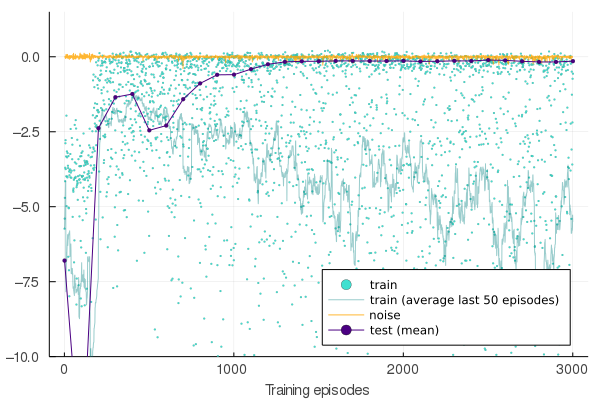 0.0
−2.5
−5.0
−7.5
−10.0
train
train (average last 50 episodes)
noise
test (mean)
0 1000 2000 3000
Training episodes